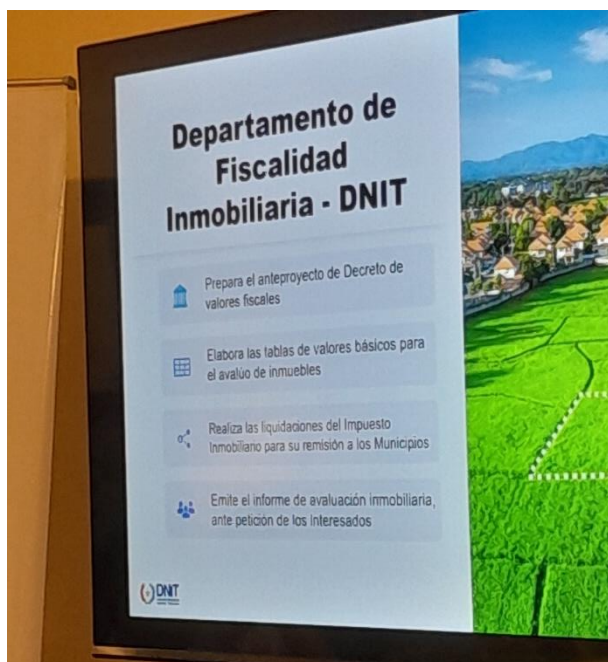 Departamento de
Fiscalidad
Inmobiliaria - DNIT
Prepara el anteproyecto de Decreto de
valores fiscales
Elabora las tablas de valores básicos para
el avalúo de inmuebles
Realiza las liquidaciones del Impuesto
Inmobiliario para su remisión a los Municipios
Emite el informe de avaluación inmobiliaria,
ante petición de los interesados
DNIT